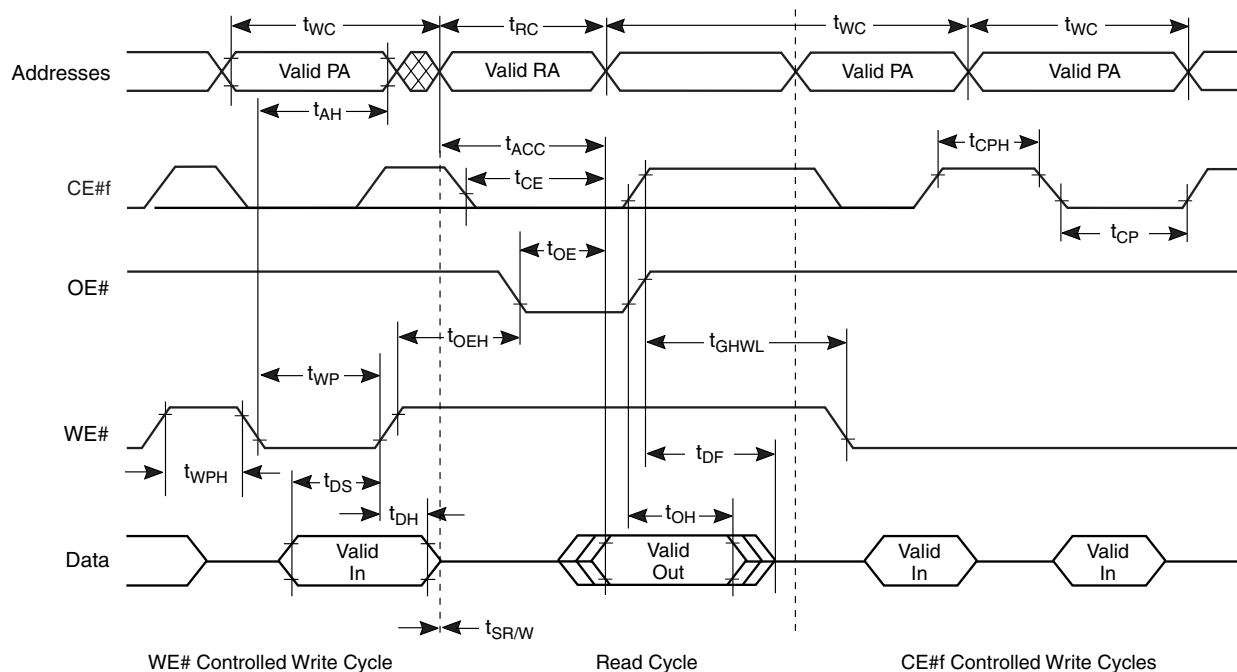 tWC tRC tWC tWC
Addresses Valid PA Valid RA Valid PA Valid PA
tAH
tACC tCPH
CE#f tCE
tOE tCP
OE#
tOEH tGHWL
tWP
WE#
tWPH tDS tDF
tDH tOH
Data Valid In Valid Out Valid In Valid In
tSR/W
WE# Controlled Write Cycle Read Cycle CE#f Controlled Write Cycles